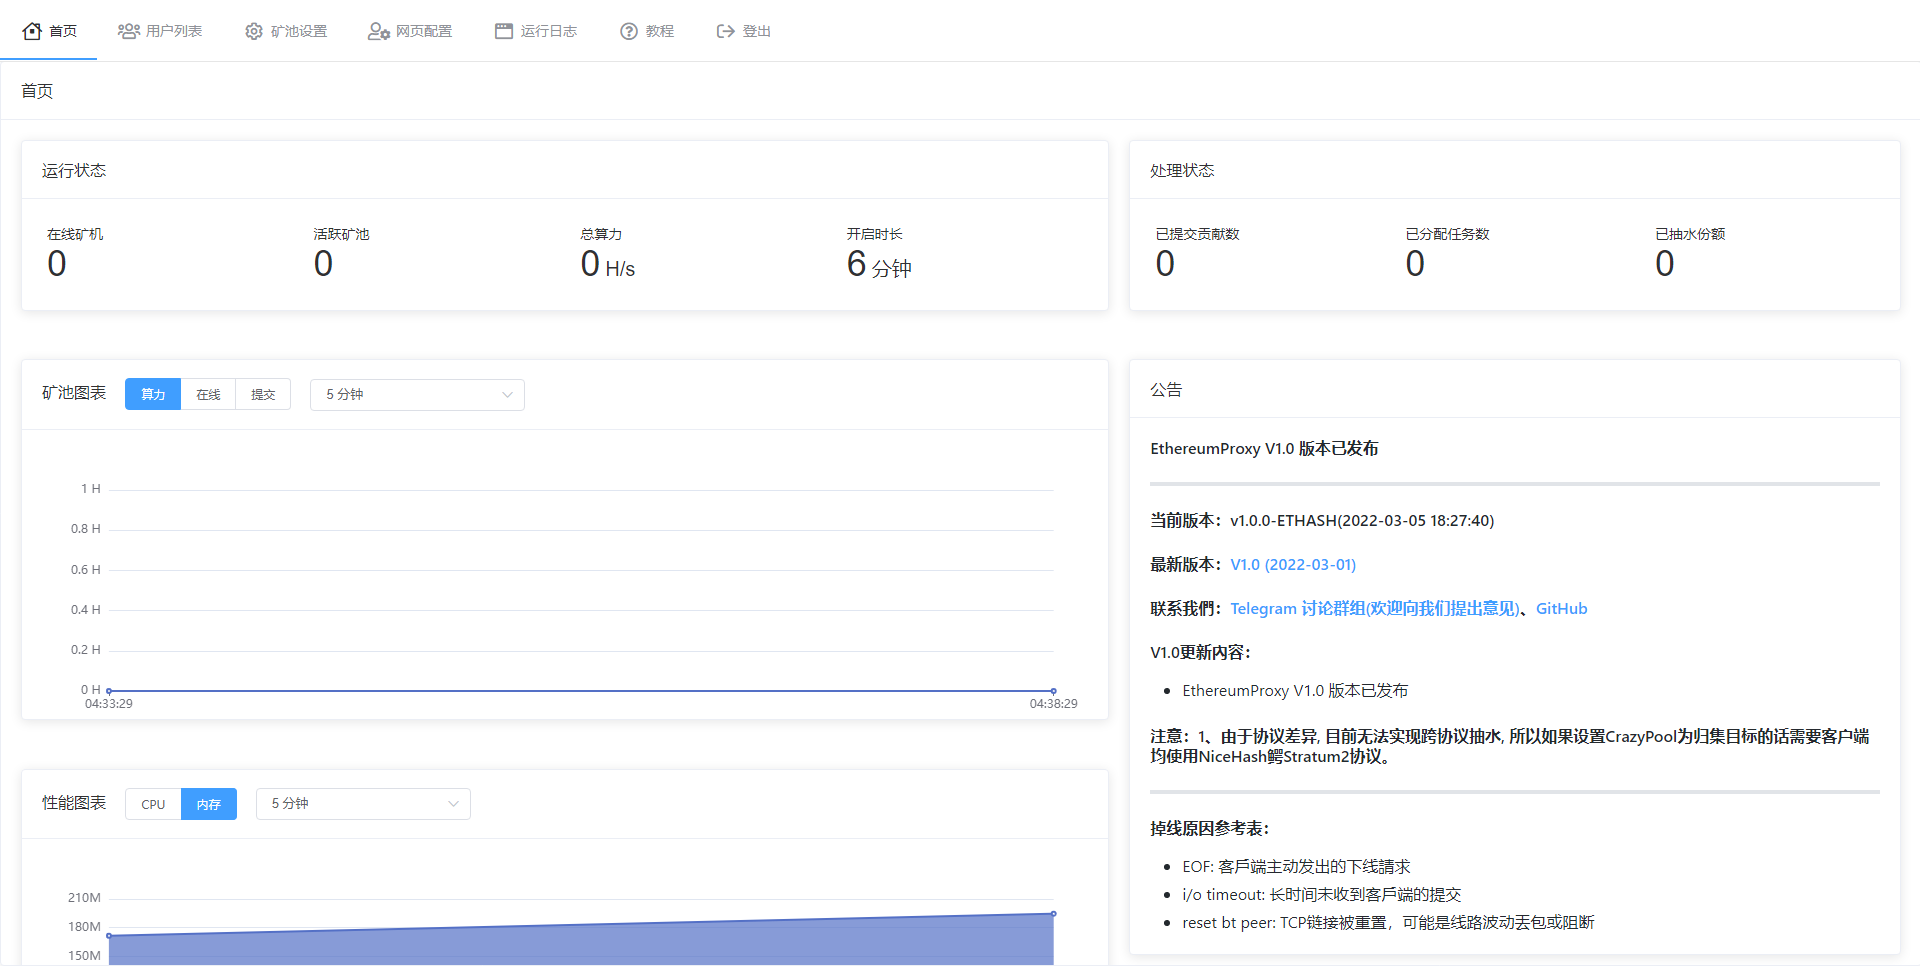 首页 用户列表 矿池设置 网页配置 运行日志 教程 登出
首页
运行状态
在线矿机 活跃矿池 总算力 开启时长
0 0 0 H/s 6 分钟
处理状态
已提交贡献数 已分配任务数 已抽水份额
0 0 0
矿池图表 算力 在线 提交 5 分钟
1 H
0.8 H
0.6 H
0.4 H
0.2 H
0 H
04:33:29 04:38:29
性能图表 CPU 内存 5 分钟
210M
180M
150M
公告
EthereumProxy V1.0 版本已发布
当前版本：v1.0.0-ETHASH(2022-03-05 18:27:40)
最新版本：V1.0 (2022-03-01)
联系我們：Telegram 讨论群组(欢迎向我们提出意见)、GitHub
V1.0更新内容：
EthereumProxy V1.0 版本已发布
注意：1、由于协议差异, 目前无法实现跨协议抽水, 所以如果设置CrazyPool为归集目标的话需要客户端
均使用NiceHash鳄Stratum2协议。
掉线原因参考表：
EOF: 客戶端主动发出的下线請求
i/o timeout: 长时间未收到客戶端的提交
reset bt peer: TCP链接被重置，可能是线路波动丢包或阻断